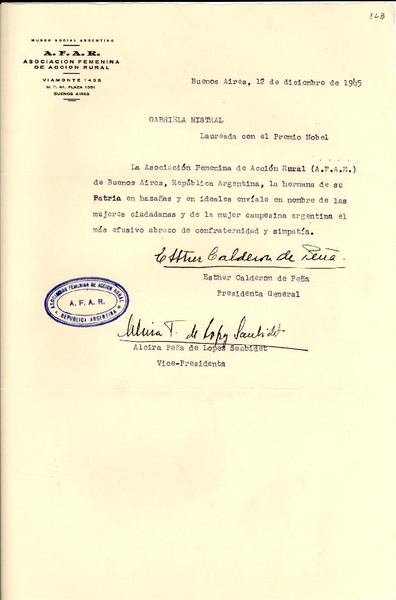 323
MUSEO SOCIAL ARGENTINO
A. F. A. R.
ASOCIACION FEMENINA
DE ACCION RURAL
VIAMONTE 1435
U. T. 41, PLAZA 1051
BUENOS AIRES
Buenos Aires, 12 de diciembre de 1945
GABRIELA MISTRAL
Laureada con el Premio Nobel
La Asociación Femenina de Acción Rural (A.F.A.R.)
de Buenos Aires, República Argentina, la hermana de su
Patria en hazañas y en ideales envíale en nombre de las
mujeres ciudadanas y de la mujer campesina argentina el
más efusivo abrazo de confraternidad y simpatía.
Esther Calderon de Peña.
Esther Calderon de Peña
Presidenta General
ASOCIACION FEMENINA DE ACCION RURAL
A. F. A. R.
REPUBLICA ARGENTINA
de Lopez Saubidet
Alcira Peña de Lopez Saubidet
Vice-Presidenta